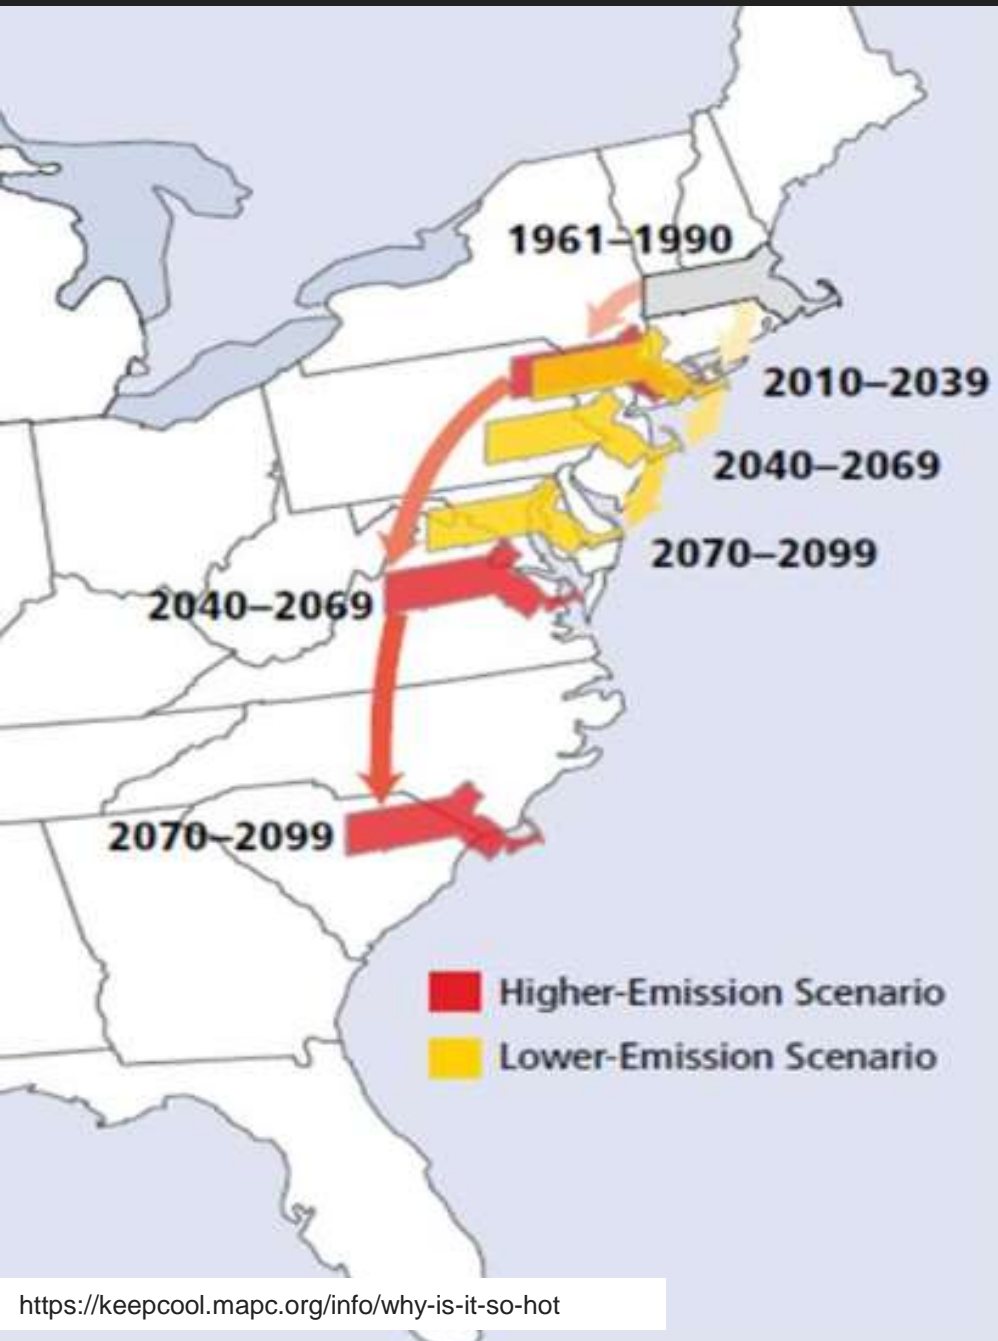 1961–1990
2010–2039
2040–2069
2070–2099
2040–2069
2070–2099
Higher-Emission Scenario
Lower-Emission Scenario
https://keepcool.mapc.org/info/why-is-it-so-hot